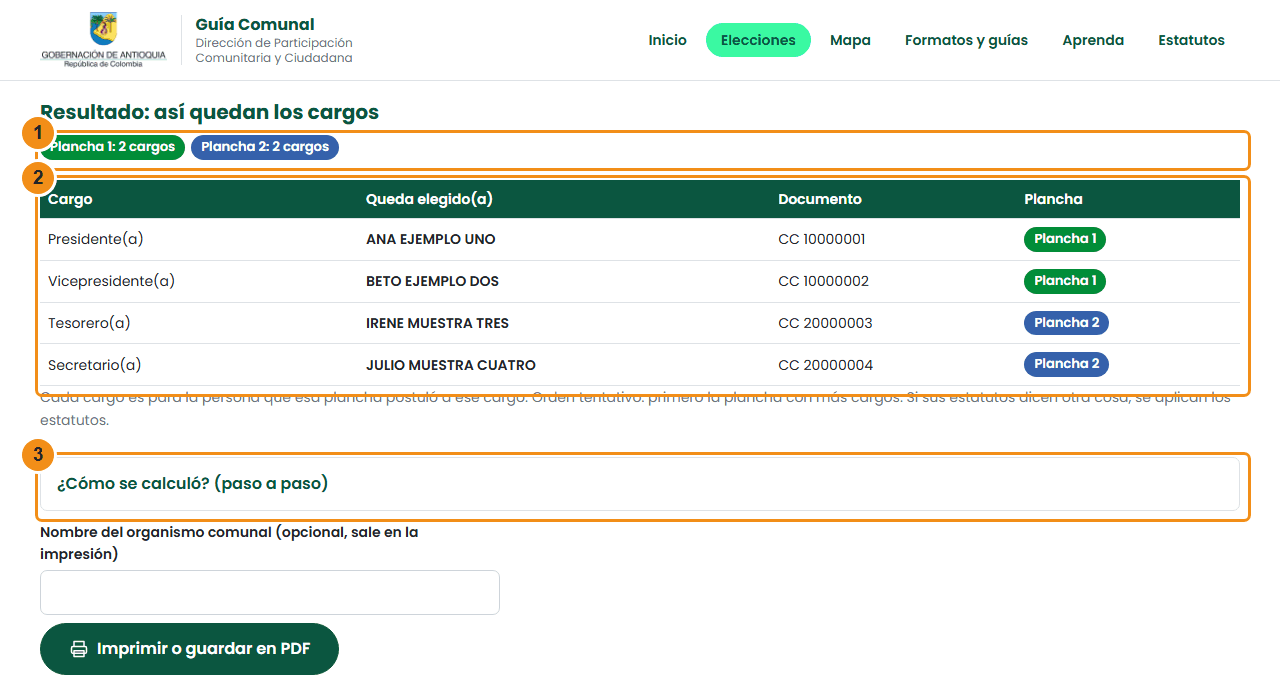 GOBERNACIÓN DE ANTIOQUIA
República de Colombia
Guía Comunal
Dirección de Participación
Comunitaria y Ciudadana
Inicio Elecciones Mapa Formatos y guías Aprenda Estatutos
Resultado: así quedan los cargos
1
Plancha 1: 2 cargos Plancha 2: 2 cargos
2
Cargo Queda elegido(a) Documento Plancha
Presidente(a) ANA EJEMPLO UNO CC 10000001 Plancha 1
Vicepresidente(a) BETO EJEMPLO DOS CC 10000002 Plancha 1
Tesorero(a) IRENE MUESTRA TRES CC 20000003 Plancha 2
Secretario(a) JULIO MUESTRA CUATRO CC 20000004 Plancha 2
Cada cargo es para la persona que esa plancha postuló a ese cargo. Orden tentativo: primero la plancha con más cargos. Si sus estatutos dicen otra cosa, se aplican los
estatutos.
3
¿Cómo se calculó? (paso a paso)
Nombre del organismo comunal (opcional, sale en la
impresión)
Imprimir o guardar en PDF